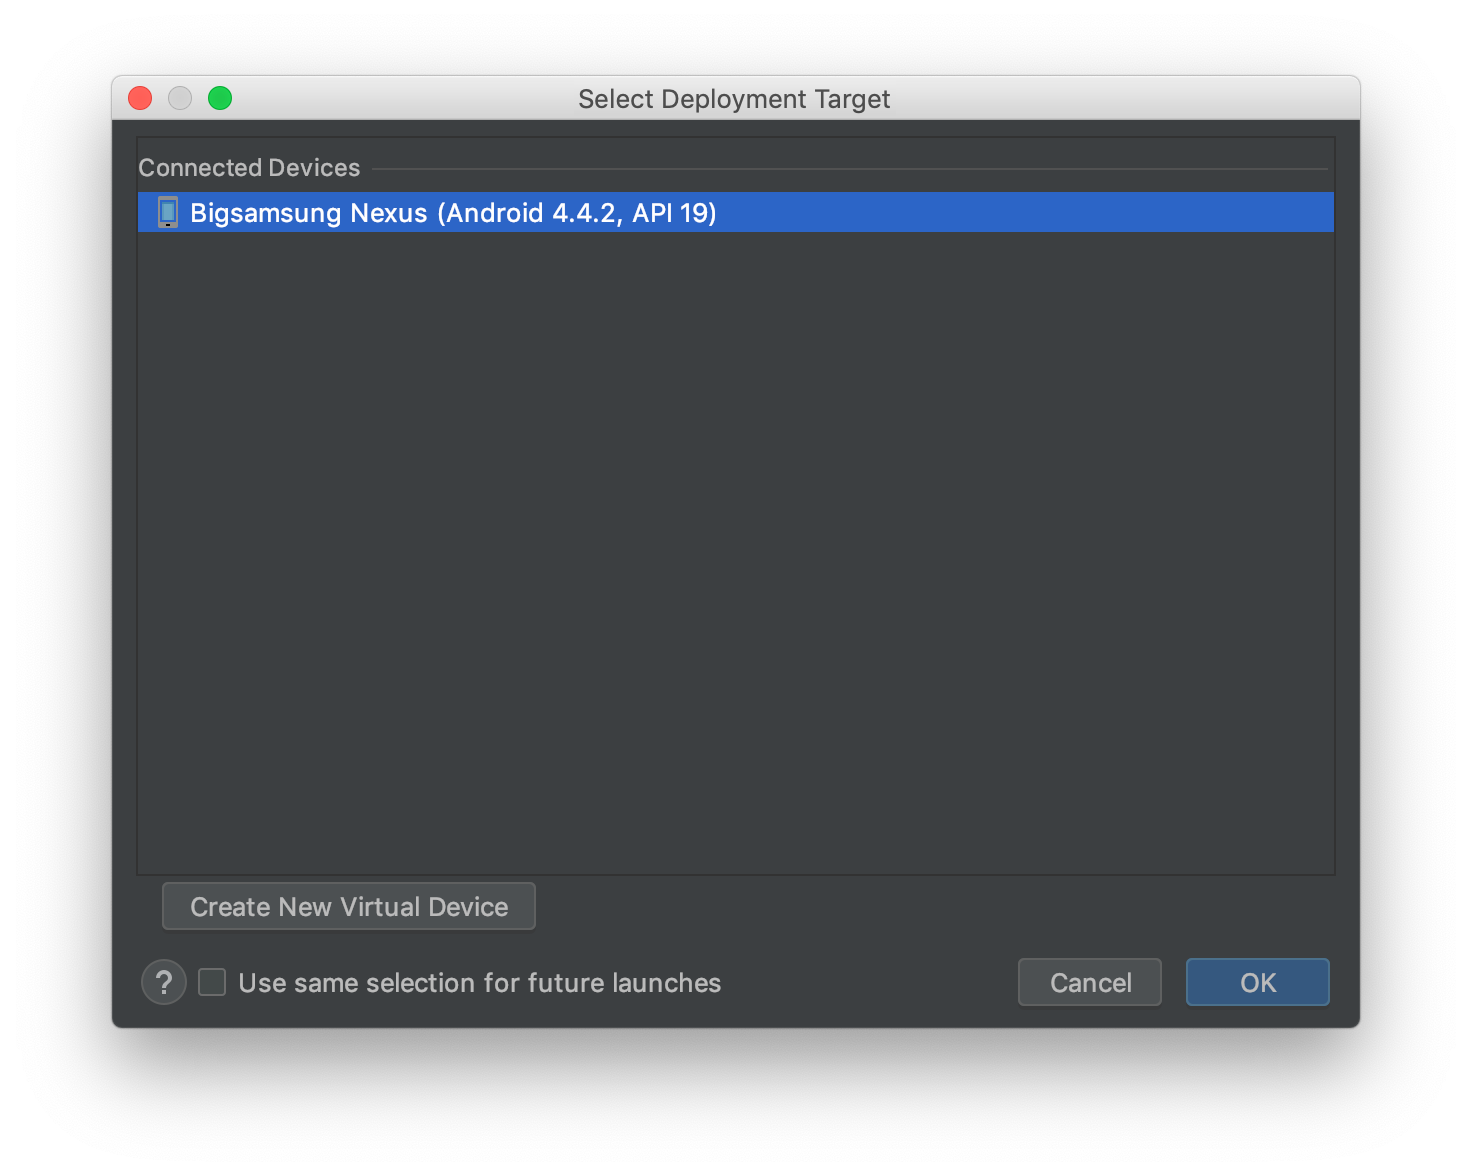 Select Deployment Target
Connected Devices
Bigsamsung Nexus (Android 4.4.2, API 19)
Create New Virtual Device
? Use same selection for future launches Cancel OK